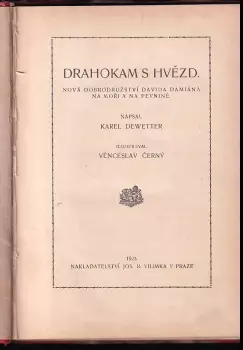 DRAHOKAM S HVĚZD.
NOVÁ DOBRODRUŽSTVÍ DAVIDA DAMIÁNA
NA MOŘI A NA PEVNINĚ
NAPSAL
KAREL DEWETTER
ILLUSTROVAL
VĚNCESLAV ČERNÝ
NAKLADATELSTVÍ JOS. R. VILÍMKA V PRAZE